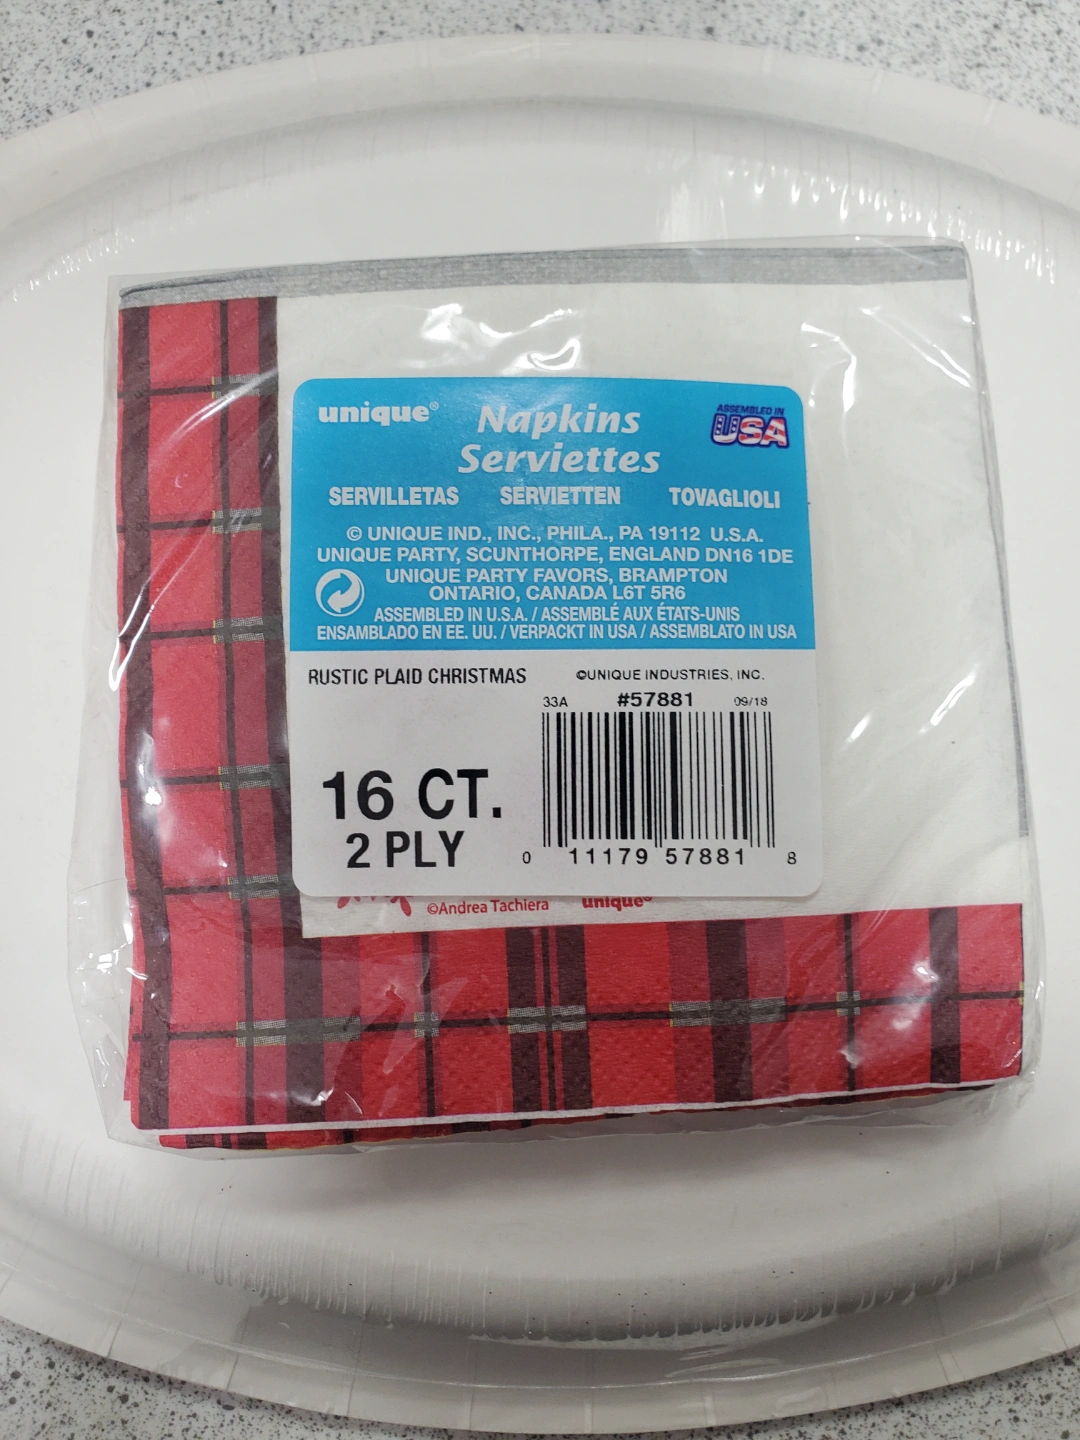 unique®
Napkins
Serviettes
ASSEMBLED IN
USA
SERVILLETAS SERVIETTEN TOVAGLIOLI
© UNIQUE IND., INC., PHILA., PA 19112 U.S.A.
UNIQUE PARTY, SCUNTHORPE, ENGLAND DN16 1DE
UNIQUE PARTY FAVORS, BRAMPTON
ONTARIO, CANADA L6T 5R6
ASSEMBLED IN U.S.A. / ASSEMBLÉ AUX ÉTATS-UNIS
ENSAMBLADO EN EE. UU. / VERPACKT IN USA / ASSEMBLATO IN USA
RUSTIC PLAID CHRISTMAS ©UNIQUE INDUSTRIES, INC.
33A #57881 09/18
16 CT.
2 PLY
0 11179 57881 8
©Andrea Tachiera unique®